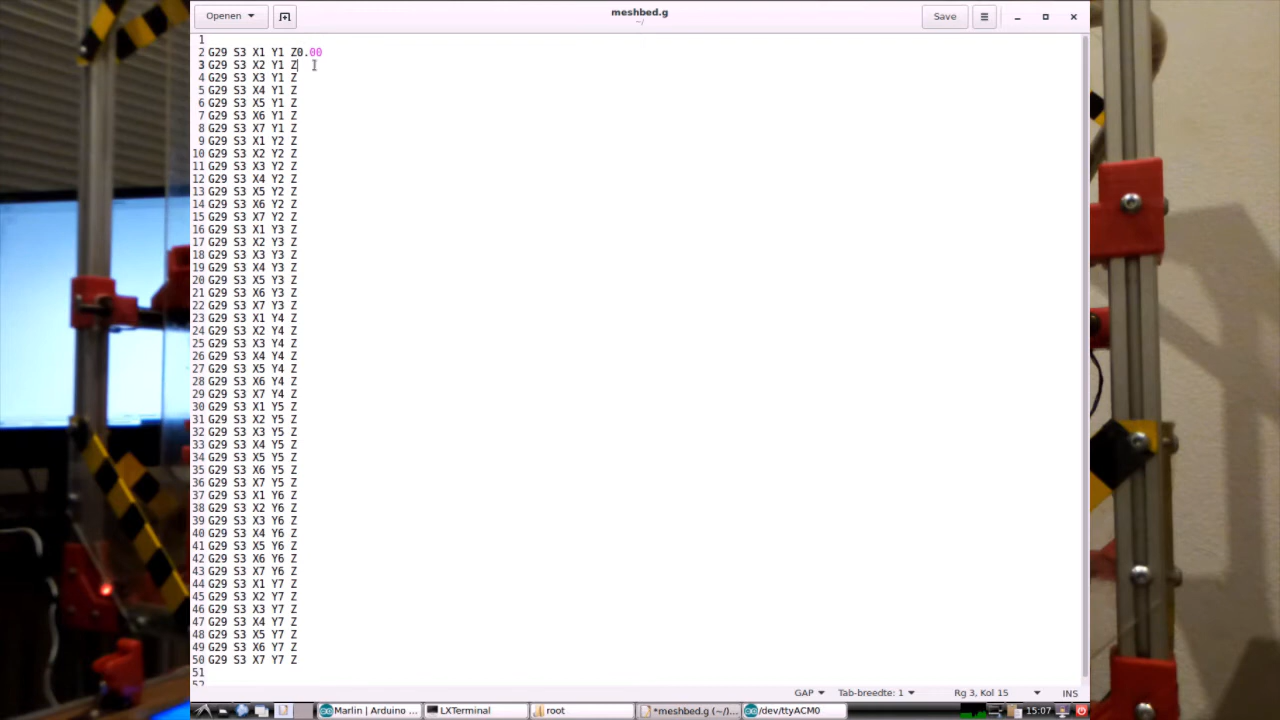 Openen
meshbed.g
~/
Save
1
2 G29 S3 X1 Y1 Z0.00
3 G29 S3 X2 Y1 Z
4 G29 S3 X3 Y1 Z
5 G29 S3 X4 Y1 Z
6 G29 S3 X5 Y1 Z
7 G29 S3 X6 Y1 Z
8 G29 S3 X7 Y1 Z
9 G29 S3 X1 Y2 Z
10 G29 S3 X2 Y2 Z
11 G29 S3 X3 Y2 Z
12 G29 S3 X4 Y2 Z
13 G29 S3 X5 Y2 Z
14 G29 S3 X6 Y2 Z
15 G29 S3 X7 Y2 Z
16 G29 S3 X1 Y3 Z
17 G29 S3 X2 Y3 Z
18 G29 S3 X3 Y3 Z
19 G29 S3 X4 Y3 Z
20 G29 S3 X5 Y3 Z
21 G29 S3 X6 Y3 Z
22 G29 S3 X7 Y3 Z
23 G29 S3 X1 Y4 Z
24 G29 S3 X2 Y4 Z
25 G29 S3 X3 Y4 Z
26 G29 S3 X4 Y4 Z
27 G29 S3 X5 Y4 Z
28 G29 S3 X6 Y4 Z
29 G29 S3 X7 Y4 Z
30 G29 S3 X1 Y5 Z
31 G29 S3 X2 Y5 Z
32 G29 S3 X3 Y5 Z
33 G29 S3 X4 Y5 Z
34 G29 S3 X5 Y5 Z
35 G29 S3 X6 Y5 Z
36 G29 S3 X7 Y5 Z
37 G29 S3 X1 Y6 Z
38 G29 S3 X2 Y6 Z
39 G29 S3 X3 Y6 Z
40 G29 S3 X4 Y6 Z
41 G29 S3 X5 Y6 Z
42 G29 S3 X6 Y6 Z
43 G29 S3 X7 Y6 Z
44 G29 S3 X1 Y7 Z
45 G29 S3 X2 Y7 Z
46 G29 S3 X3 Y7 Z
47 G29 S3 X4 Y7 Z
48 G29 S3 X5 Y7 Z
49 G29 S3 X6 Y7 Z
50 G29 S3 X7 Y7 Z
51
52
GAP Tab-breedte: 1 Rg 3, Kol 15 INS
Marlin | Arduino ... LXTerminal root *meshbed.g (~/)... /dev/ttyACM0 15:07